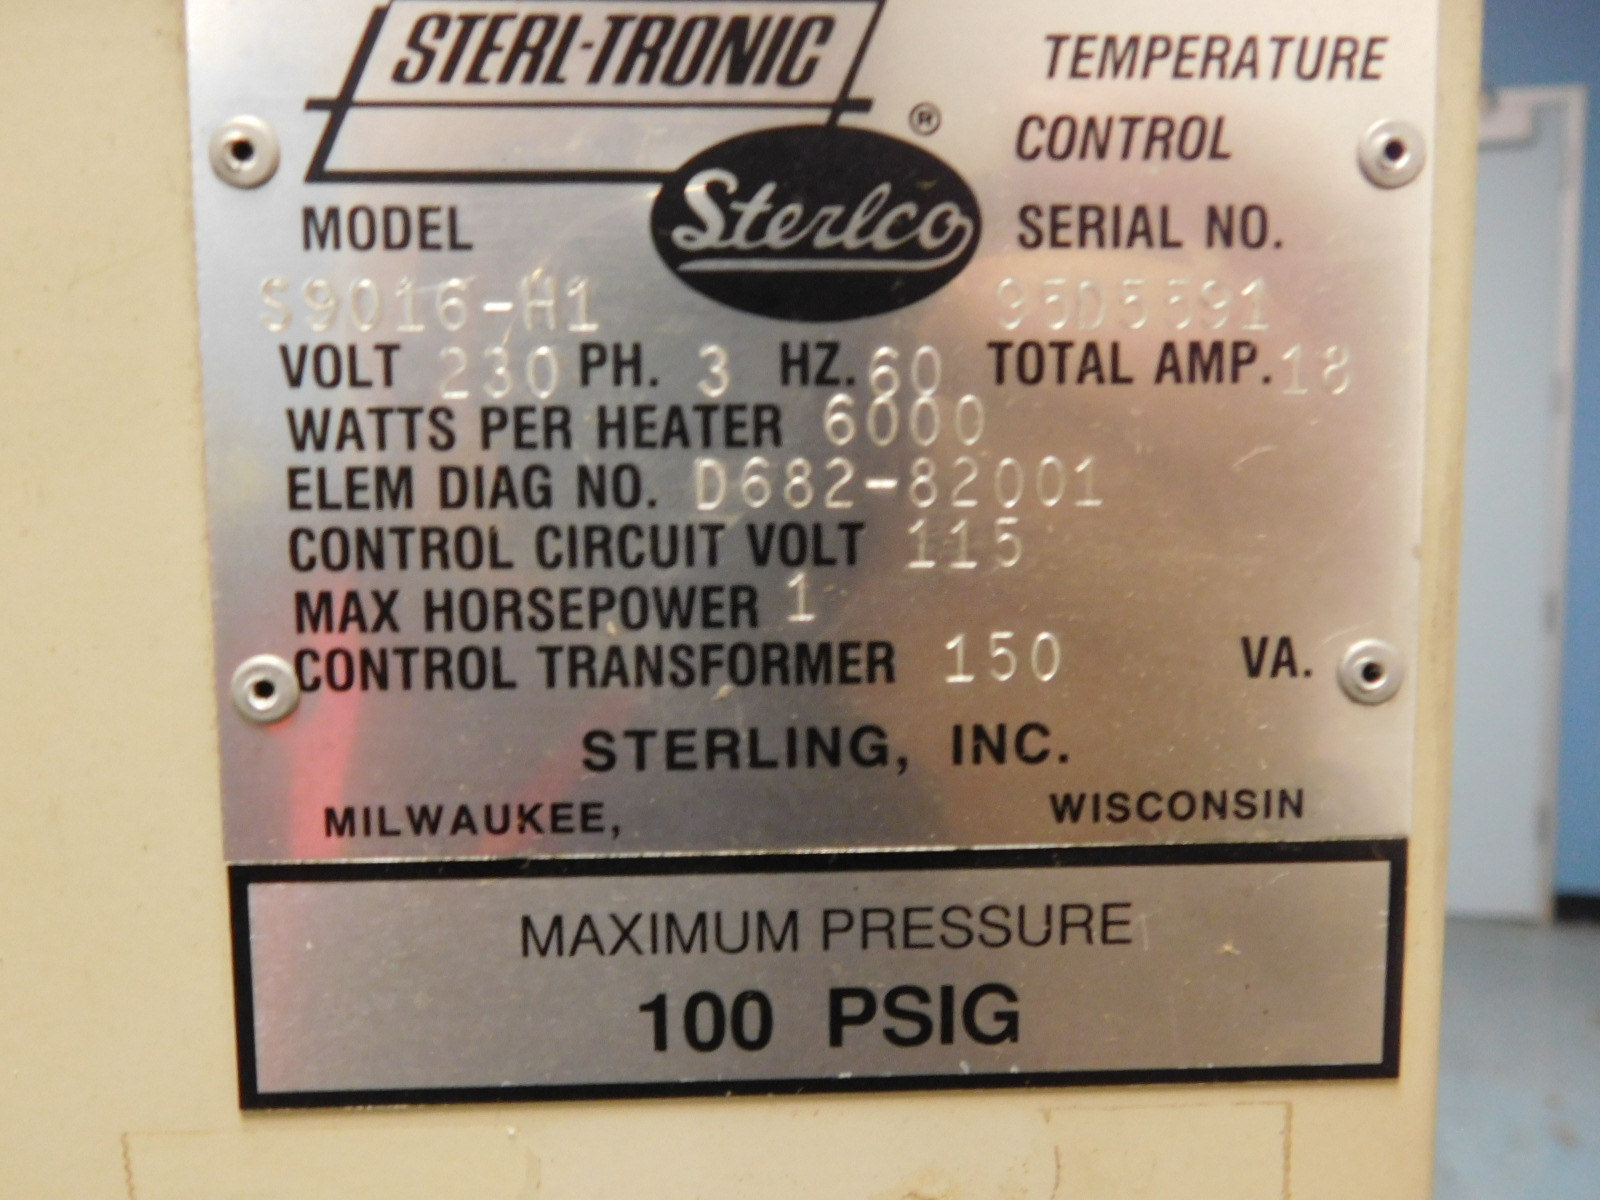 STERL-TRONIC
TEMPERATURE
CONTROL
Sterlco ®
MODEL SERIAL NO.
S9016-H1 95D5591
VOLT 230 PH. 3 HZ. 60 TOTAL AMP. 18
WATTS PER HEATER 6000
ELEM DIAG NO. D682-82001
CONTROL CIRCUIT VOLT 115
MAX HORSEPOWER 1
CONTROL TRANSFORMER 150 VA.
STERLING, INC.
MILWAUKEE, WISCONSIN
MAXIMUM PRESSURE
100 PSIG